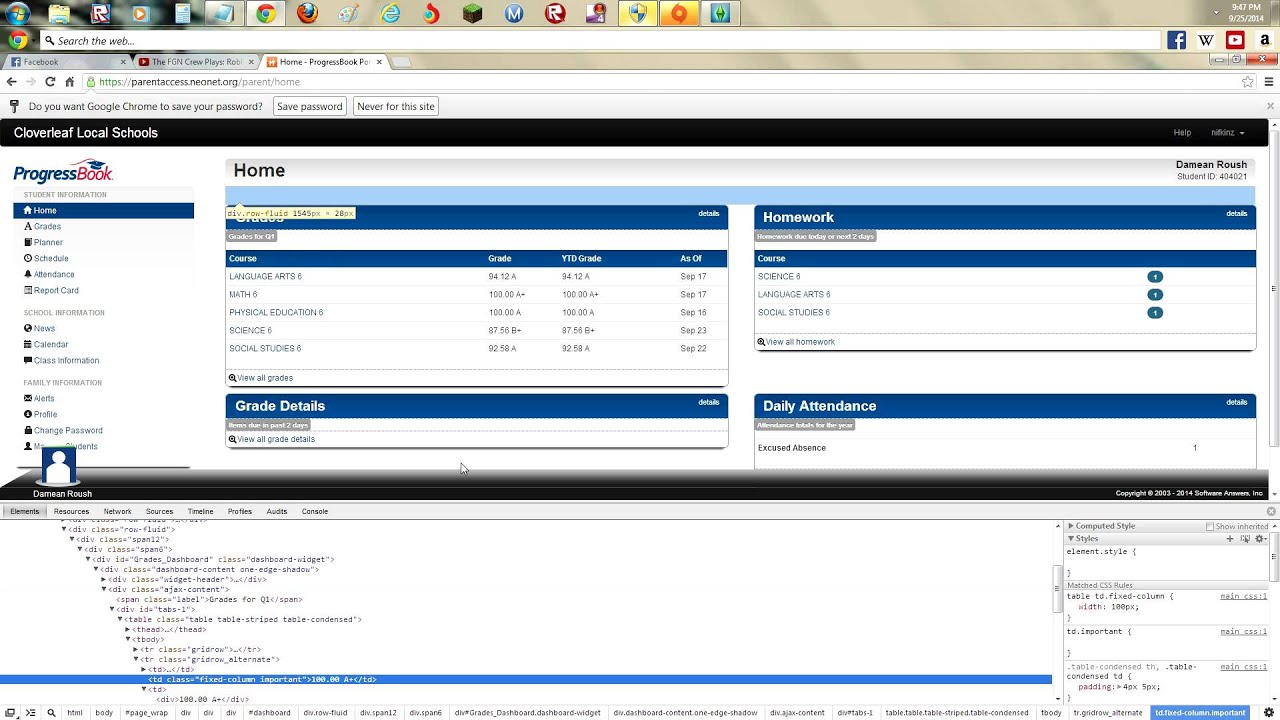 9:47 PM
9/25/2014
Search the web...
Facebook
The FGN Crew Plays: Robl
Home - ProgressBook Por
https://parentaccess.neonet.org/parent/home
Do you want Google Chrome to save your password? Save password Never for this site
Cloverleaf Local Schools
Help nifkinz
ProgressBook
STUDENT INFORMATION
Home
Grades
Planner
Schedule
Attendance
Report Card
SCHOOL INFORMATION
News
Calendar
Class Information
FAMILY INFORMATION
Alerts
Profile
Change Password
Students
Damean Roush
Home
Damean Roush
Student ID: 404021
div.row-fluid 1545px × 28px
Grades details
Grades for Q1
Course Grade YTD Grade As Of
LANGUAGE ARTS 6 94.12 A 94.12 A Sep 17
MATH 6 100.00 A+ 100.00 A+ Sep 17
PHYSICAL EDUCATION 6 100.00 A 100.00 A Sep 16
SCIENCE 6 87.56 B+ 87.56 B+ Sep 23
SOCIAL STUDIES 6 92.58 A 92.58 A Sep 22
View all grades
Homework details
Homework due today or next 2 days
Course
SCIENCE 6 1
LANGUAGE ARTS 6 1
SOCIAL STUDIES 6 1
View all homework
Grade Details details
Items due in past 2 days
View all grade details
Daily Attendance details
Attendance totals for the year
Excused Absence 1
Copyright © 2003 - 2014 Software Answers, Inc
Elements Resources Network Sources Timeline Profiles Audits Console
<div class="row-fluid">
<div class="span12">
<div class="span6">
<div id="Grades_Dashboard" class="dashboard-widget">
<div class="dashboard-content one-edge-shadow">
<div class="widget-header">…</div>
<div class="ajax-content">
<span class="label">Grades for Q1</span>
<div id="tabs-1">
<table class="table table-striped table-condensed">
<thead>…</thead>
<tbody>
<tr class="gridrow">…</tr>
<tr class="gridrow_alternate">
<td>…</td>
<td class="fixed-column important">100.00 A+</td>
<td>
<div>100.00 A+</div>
Computed Style Show inherited
Styles
element.style {
}
Matched CSS Rules
table td.fixed-column { main css:1
width: 100px;
}
td.important { main css:1
}
.table-condensed th, .table- main css:1
condensed td {
padding: 4px 5px;
}
html body #page_wrap div div div #dashboard div.row-fluid div.span12 div.span6 div#Grades_Dashboard.dashboard-widget div.dashboard-content.one-edge-shadow div.ajax-content div#tabs-1 table.table.table-striped.table-condensed tbody tr.gridrow_alternate td.fixed-column.important